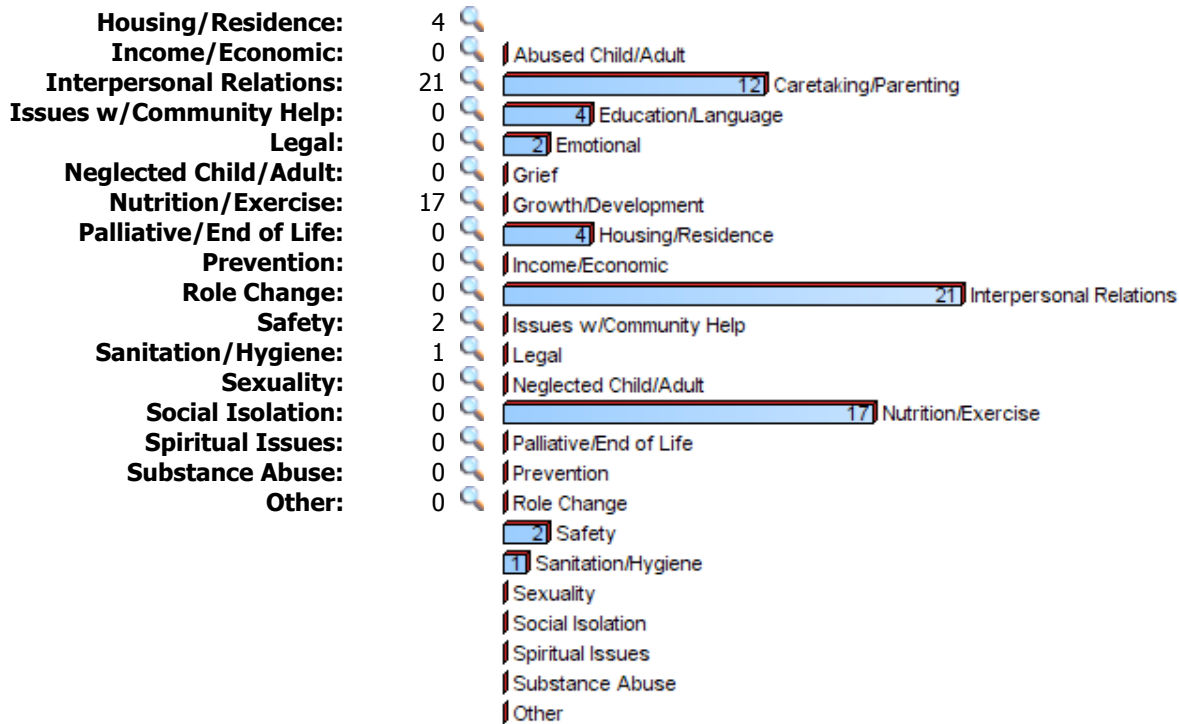 Housing/Residence: 4
Income/Economic: 0
Interpersonal Relations: 21
Issues w/Community Help: 0
Legal: 0
Neglected Child/Adult: 0
Nutrition/Exercise: 17
Palliative/End of Life: 0
Prevention: 0
Role Change: 0
Safety: 2
Sanitation/Hygiene: 1
Sexuality: 0
Social Isolation: 0
Spiritual Issues: 0
Substance Abuse: 0
Other: 0
Abused Child/Adult
12 Caretaking/Parenting
4 Education/Language
2 Emotional
Grief
Growth/Development
4 Housing/Residence
Income/Economic
21 Interpersonal Relations
Issues w/Community Help
Legal
Neglected Child/Adult
17 Nutrition/Exercise
Palliative/End of Life
Prevention
Role Change
2 Safety
1 Sanitation/Hygiene
Sexuality
Social Isolation
Spiritual Issues
Substance Abuse
Other